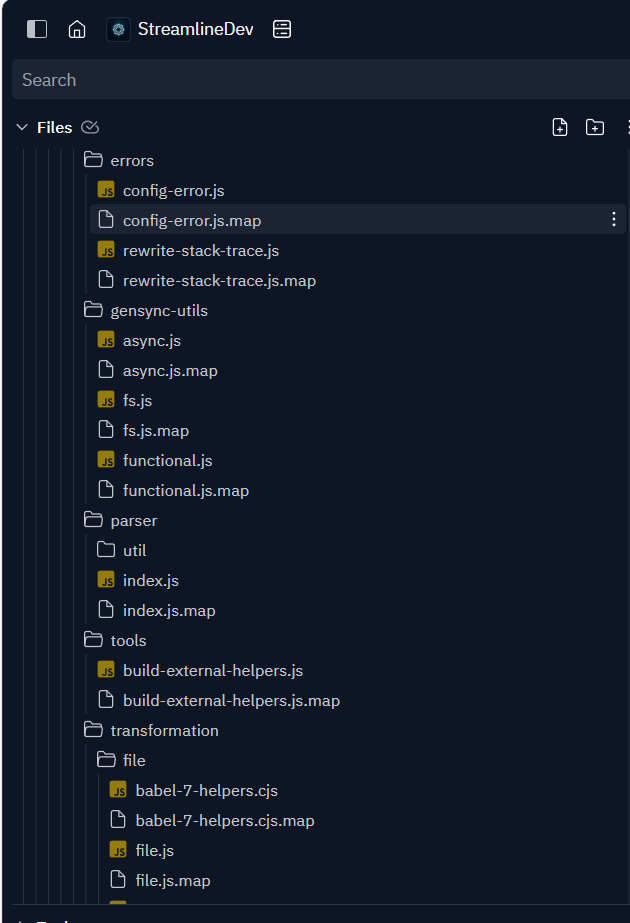 StreamlineDev
Search
Files
errors
JS config-error.js
config-error.js.map
JS rewrite-stack-trace.js
rewrite-stack-trace.js.map
gensync-utils
JS async.js
async.js.map
JS fs.js
fs.js.map
JS functional.js
functional.js.map
parser
util
JS index.js
index.js.map
tools
JS build-external-helpers.js
build-external-helpers.js.map
transformation
file
JS babel-7-helpers.cjs
babel-7-helpers.cjs.map
JS file.js
file.js.map